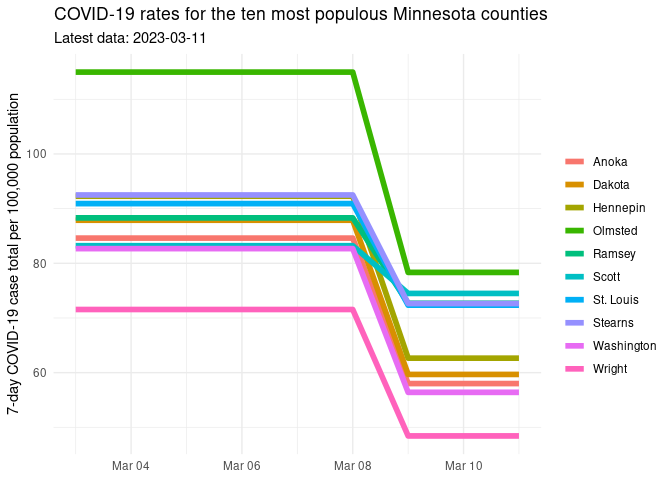 COVID-19 rates for the ten most populous Minnesota counties
Latest data: 2023-03-11
7-day COVID-19 case total per 100,000 population
100
80
60
Mar 04
Mar 06
Mar 08
Mar 10
Anoka
Dakota
Hennepin
Olmsted
Ramsey
Scott
St. Louis
Stearns
Washington
Wright